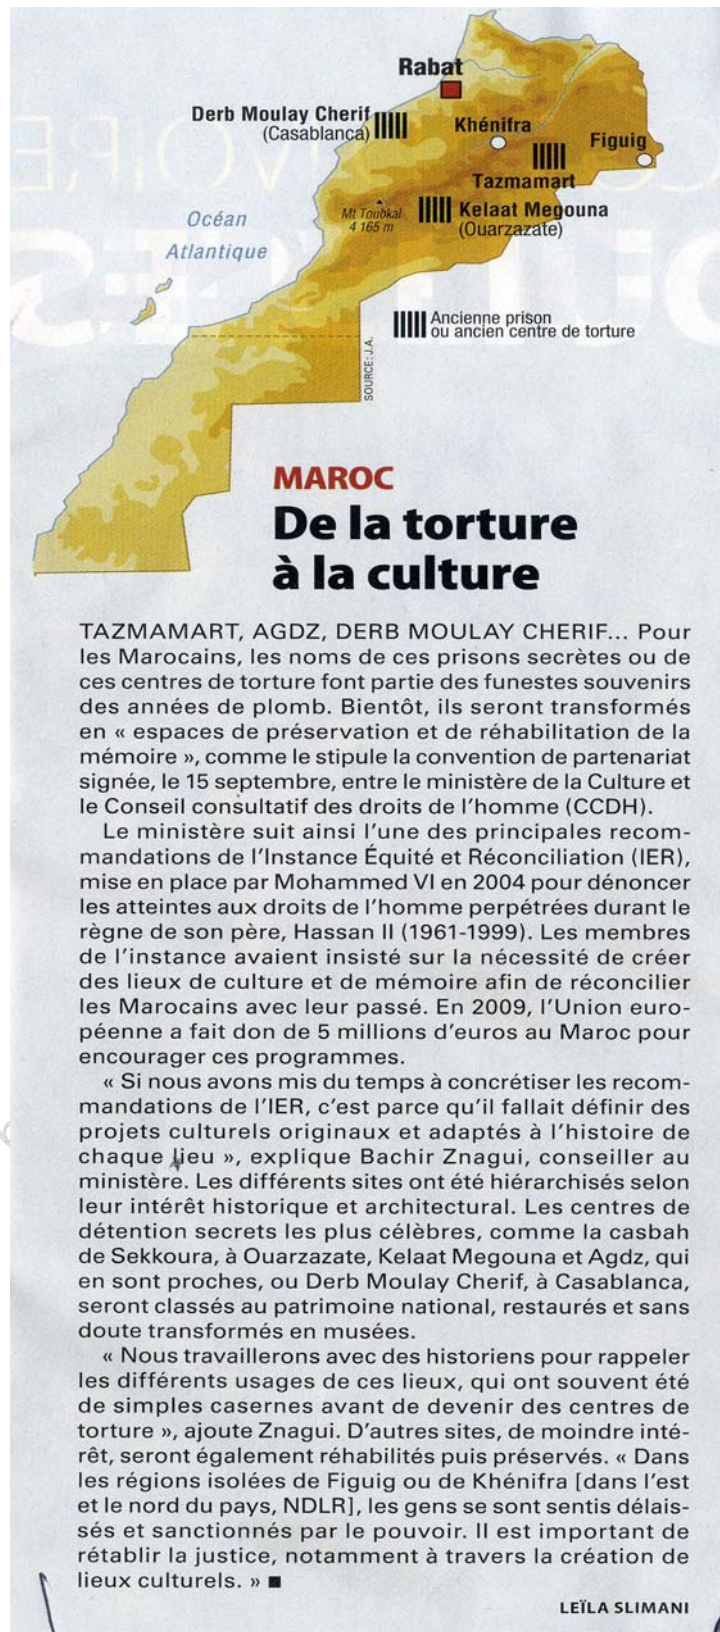 Rabat
Derb Moulay Cherif
(Casablanca)
Khénifra
Figuig
Tazmamart
Mt Toubkal
4 165 m
Kelaat Megouna
(Ouarzazate)
Océan
Atlantique
Ancienne prison
ou ancien centre de torture
SOURCE : J.A.
MAROC
De la torture
à la culture
TAZMAMART, AGDZ, DERB MOULAY CHERIF... Pour
les Marocains, les noms de ces prisons secrètes ou de
ces centres de torture font partie des funestes souvenirs
des années de plomb. Bientôt, ils seront transformés
en « espaces de préservation et de réhabilitation de la
mémoire », comme le stipule la convention de partenariat
signée, le 15 septembre, entre le ministère de la Culture et
le Conseil consultatif des droits de l'homme (CCDH).
Le ministère suit ainsi l'une des principales recom-
mandations de l'Instance Équité et Réconciliation (IER),
mise en place par Mohammed VI en 2004 pour dénoncer
les atteintes aux droits de l'homme perpétrées durant le
règne de son père, Hassan II (1961-1999). Les membres
de l'instance avaient insisté sur la nécessité de créer
des lieux de culture et de mémoire afin de réconcilier
les Marocains avec leur passé. En 2009, l'Union euro-
péenne a fait don de 5 millions d'euros au Maroc pour
encourager ces programmes.
« Si nous avons mis du temps à concrétiser les recom-
mandations de l'IER, c'est parce qu'il fallait définir des
projets culturels originaux et adaptés à l'histoire de
chaque lieu », explique Bachir Znagui, conseiller au
ministère. Les différents sites ont été hiérarchisés selon
leur intérêt historique et architectural. Les centres de
détention secrets les plus célèbres, comme la casbah
de Sekkoura, à Ouarzazate, Kelaat Megouna et Agdz, qui
en sont proches, ou Derb Moulay Cherif, à Casablanca,
seront classés au patrimoine national, restaurés et sans
doute transformés en musées.
« Nous travaillerons avec des historiens pour rappeler
les différents usages de ces lieux, qui ont souvent été
de simples casernes avant de devenir des centres de
torture », ajoute Znagui. D'autres sites, de moindre inté-
rêt, seront également réhabilités puis préservés. « Dans
les régions isolées de Figuig ou de Khénifra [dans l'est
et le nord du pays, NDLR], les gens se sont sentis délais-
sés et sanctionnés par le pouvoir. Il est important de
rétablir la justice, notamment à travers la création de
lieux culturels. » ■
LEÏLA SLIMANI